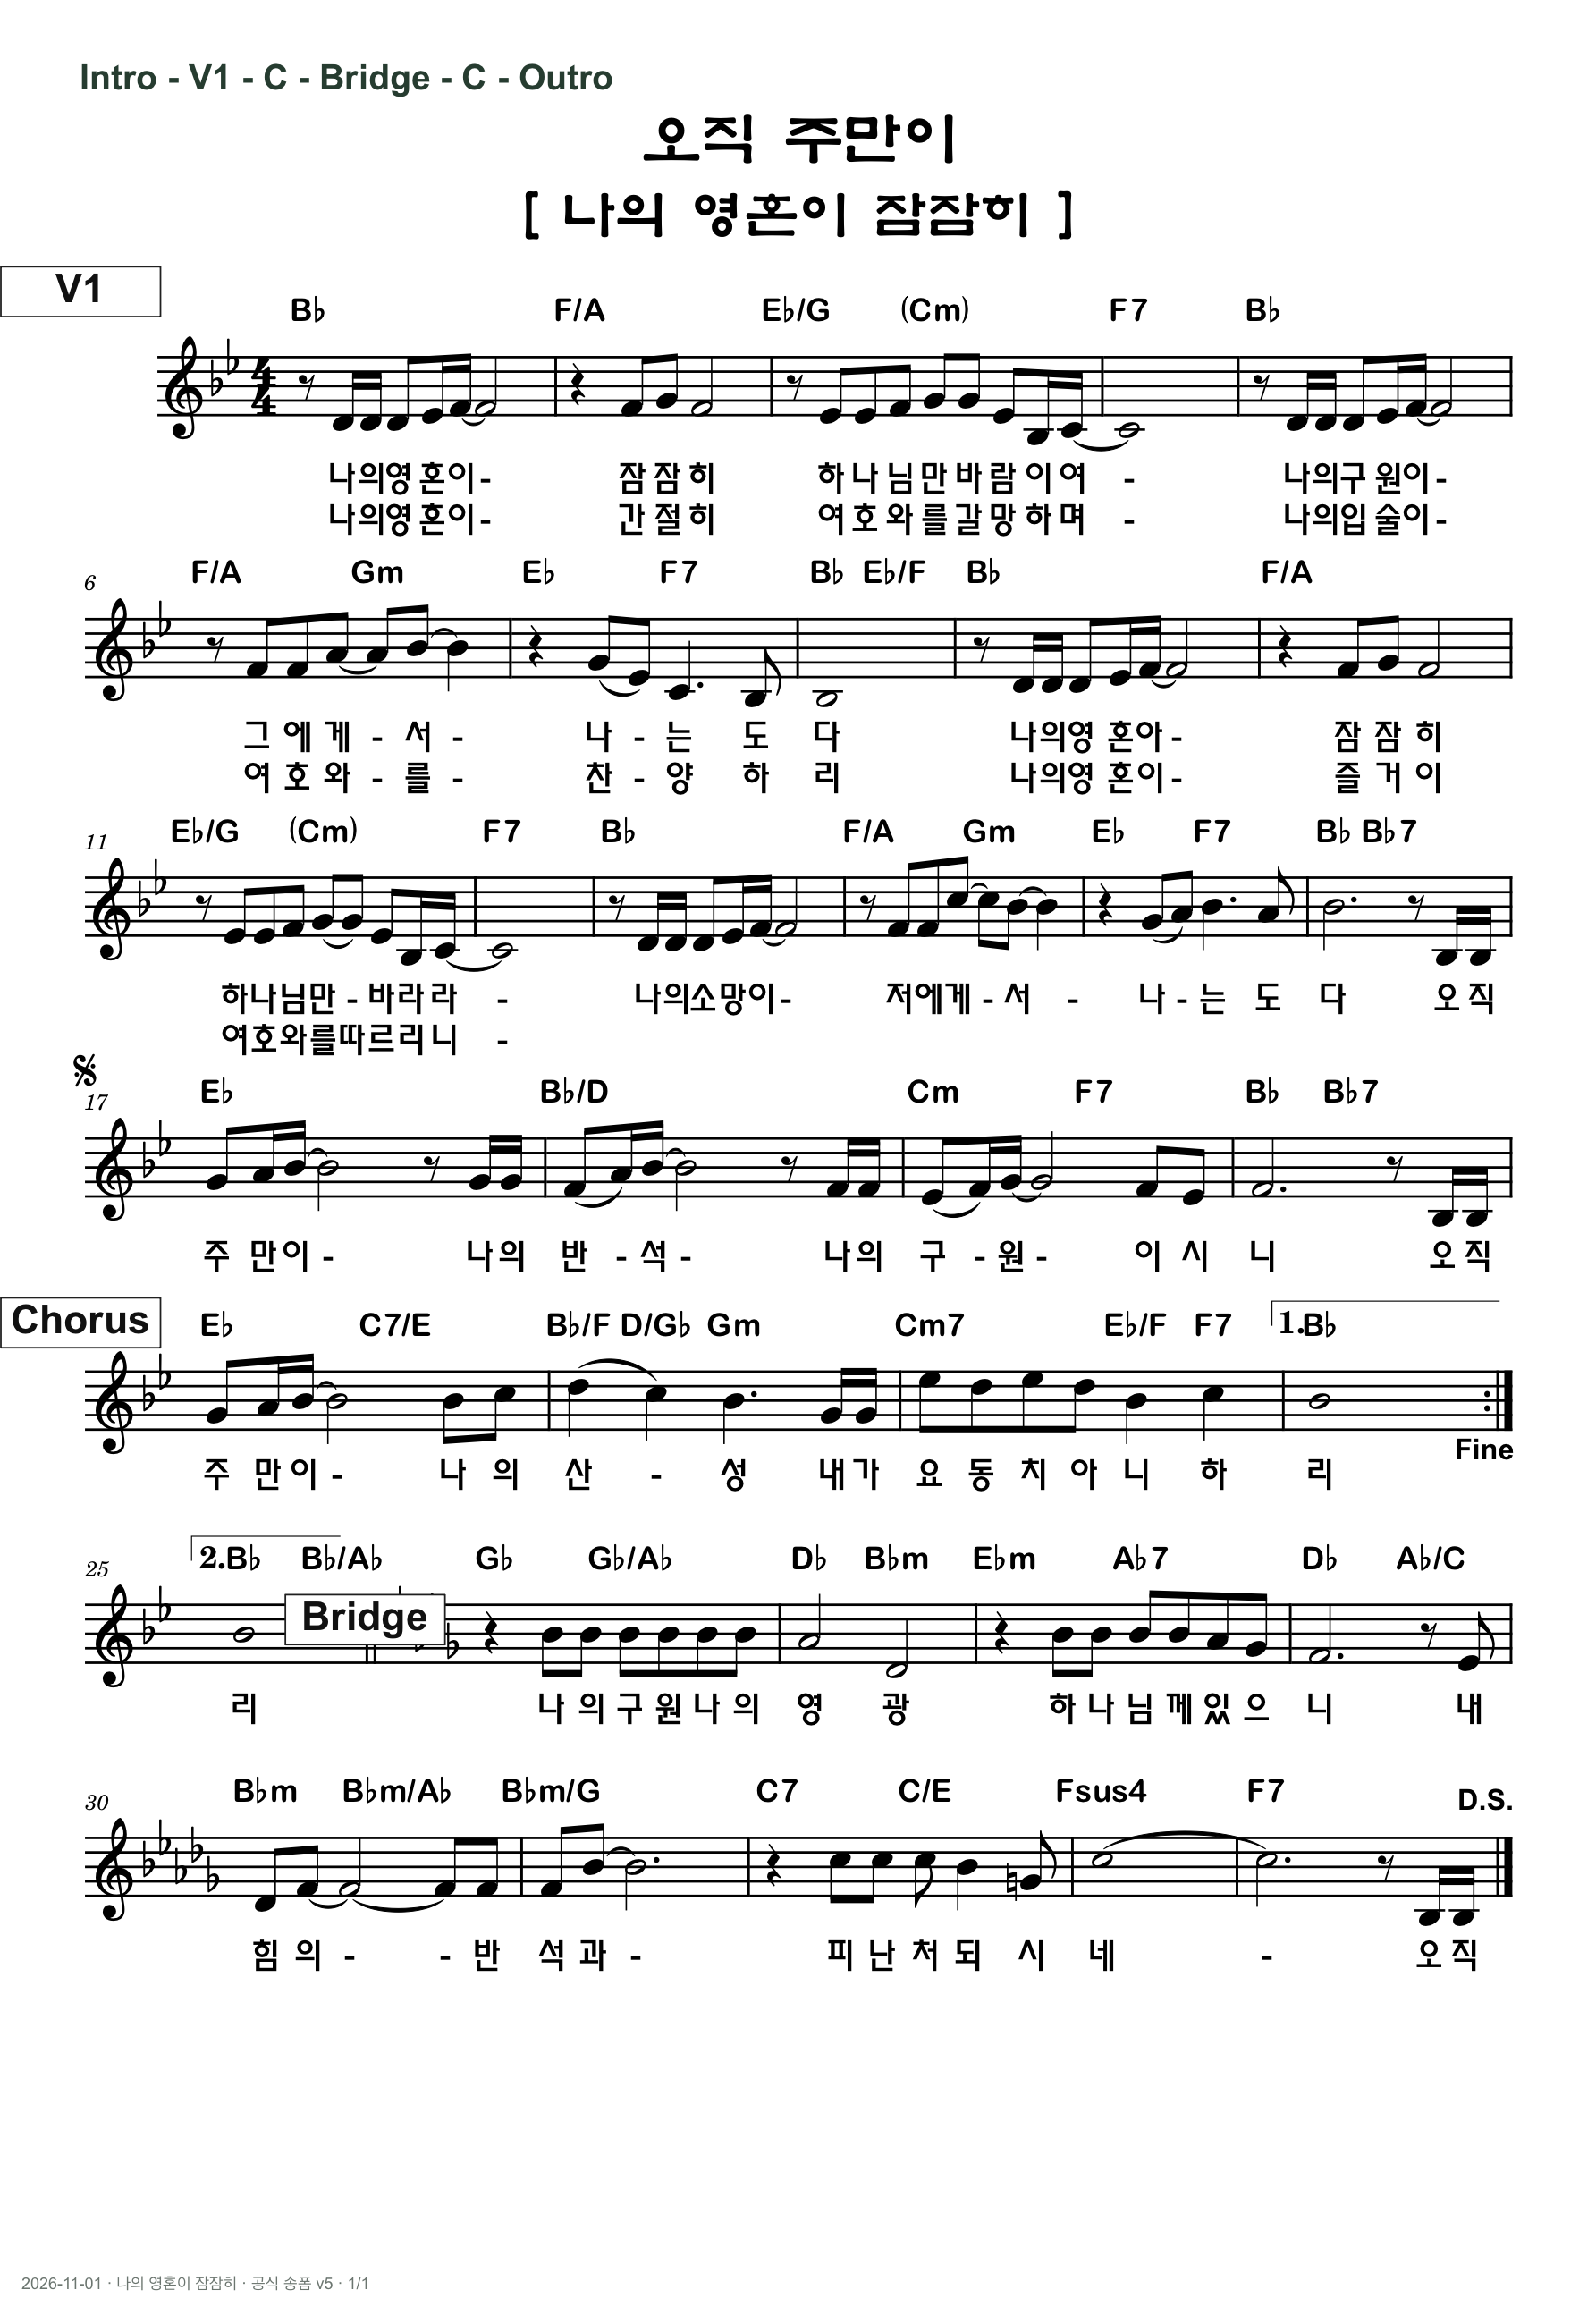 Intro - V1 - C - Bridge - C - Outro
오직 주만이
[ 나의 영혼이 잠잠히 ]
V1
B♭ F/A E♭/G (Cm) F7 B♭
4/4
나의영 혼이- 잠 잠 히 하 나 님 만 바 람 이 여 - 나의구 원이-
나의영 혼이- 간 절 히 여 호 와 를 갈 망 하 며 - 나의입 술이-
6
F/A Gm E♭ F7 B♭ E♭/F B♭ F/A
그 에 게 - 서 - 나 - 는 도 다 나의영 혼아- 잠 잠 히
여 호 와 - 를 - 찬 - 양 하 리 나의영 혼이- 즐 거 이
11
E♭/G (Cm) F7 B♭ F/A Gm E♭ F7 B♭ B♭7
하나님만 - 바라 라 - 나의소망이- 저에게 - 서 - 나 - 는 도 다 오 직
여호와를따르리 니 -
17
E♭ B♭/D Cm F7 B♭ B♭7
주 만이 - 나의 반 - 석 - 나의 구 - 원 - 이 시 니 오 직
Chorus
E♭ C7/E B♭/F D/G♭ Gm Cm7 E♭/F F7 1. B♭
Fine
주 만 이 - 나 의 산 - 성 내가 요 동 치 아 니 하 리
25
2. B♭ B♭/A♭ G♭ G♭/A♭ D♭ B♭m E♭m A♭7 D♭ A♭/C
Bridge
리 나 의 구 원 나 의 영 광 하 나 님 께 있 으 니 내
30
B♭m B♭m/A♭ B♭m/G C7 C/E Fsus4 F7 D.S.
힘 의 - - 반 석 과 - 피 난 처 되 시 네 - 오 직
2026-11-01 · 나의 영혼이 잠잠히 · 공식 송폼 v5 · 1/1